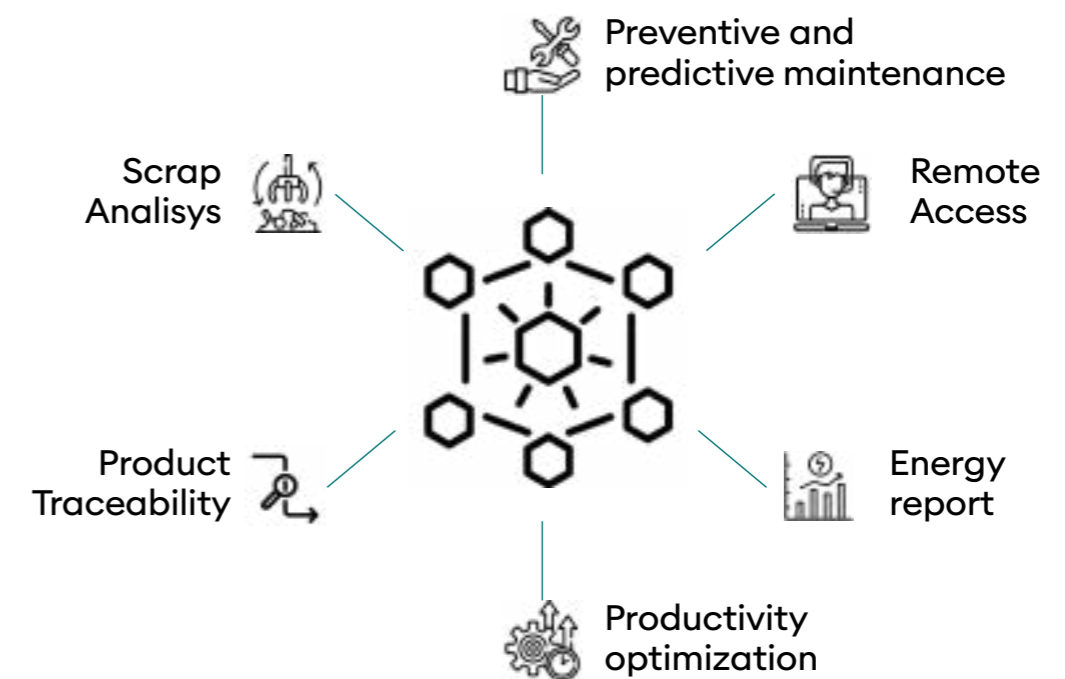 Preventive and
predictive maintenance
Scrap
Analisys
Remote
Access
Product
Traceability
Energy
report
Productivity
optimization